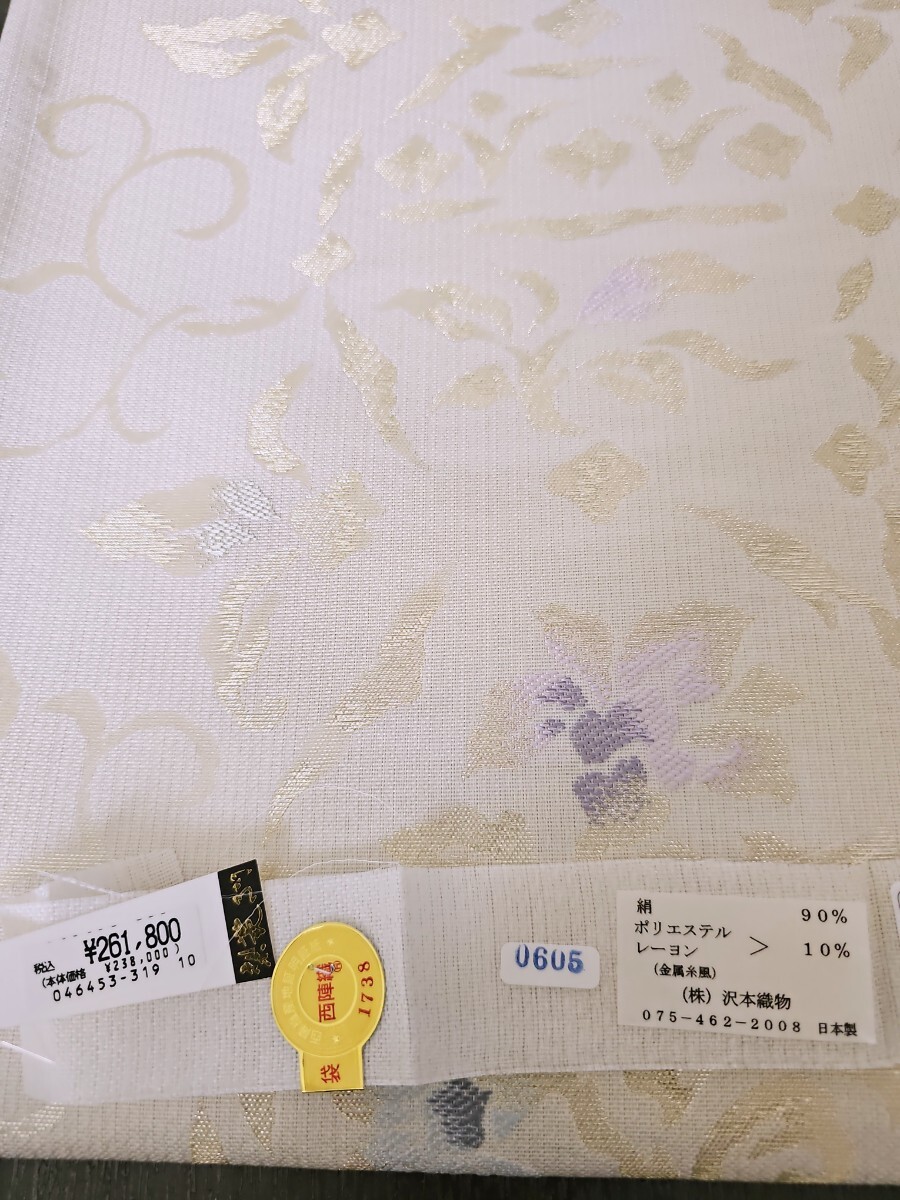 ¥261,800
税込
(本体価格 ¥238,000)
046453-319 10
西陣織
1738
袋
0605
絹 90%
ポリエステル
レーヨン > 10%
(金属糸風)
(株) 沢本織物
075-462-2008 日本製